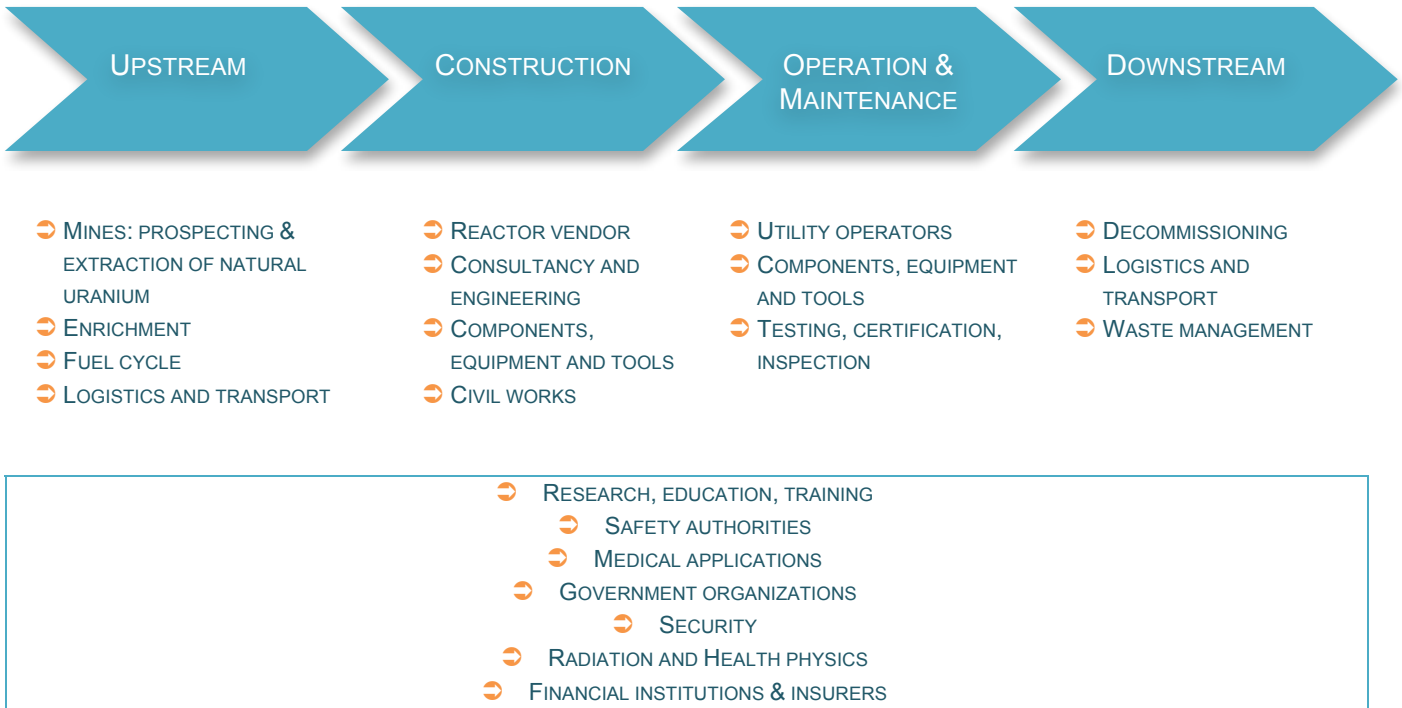 UPSTREAM
CONSTRUCTION
OPERATION &
MAINTENANCE
DOWNSTREAM
MINES: PROSPECTING &
EXTRACTION OF NATURAL
URANIUM
ENRICHMENT
FUEL CYCLE
LOGISTICS AND TRANSPORT
REACTOR VENDOR
CONSULTANCY AND
ENGINEERING
COMPONENTS,
EQUIPMENT AND TOOLS
CIVIL WORKS
UTILITY OPERATORS
COMPONENTS, EQUIPMENT
AND TOOLS
TESTING, CERTIFICATION,
INSPECTION
DECOMMISSIONING
LOGISTICS AND
TRANSPORT
WASTE MANAGEMENT
RESEARCH, EDUCATION, TRAINING
SAFETY AUTHORITIES
MEDICAL APPLICATIONS
GOVERNMENT ORGANIZATIONS
SECURITY
RADIATION AND HEALTH PHYSICS
FINANCIAL INSTITUTIONS & INSURERS